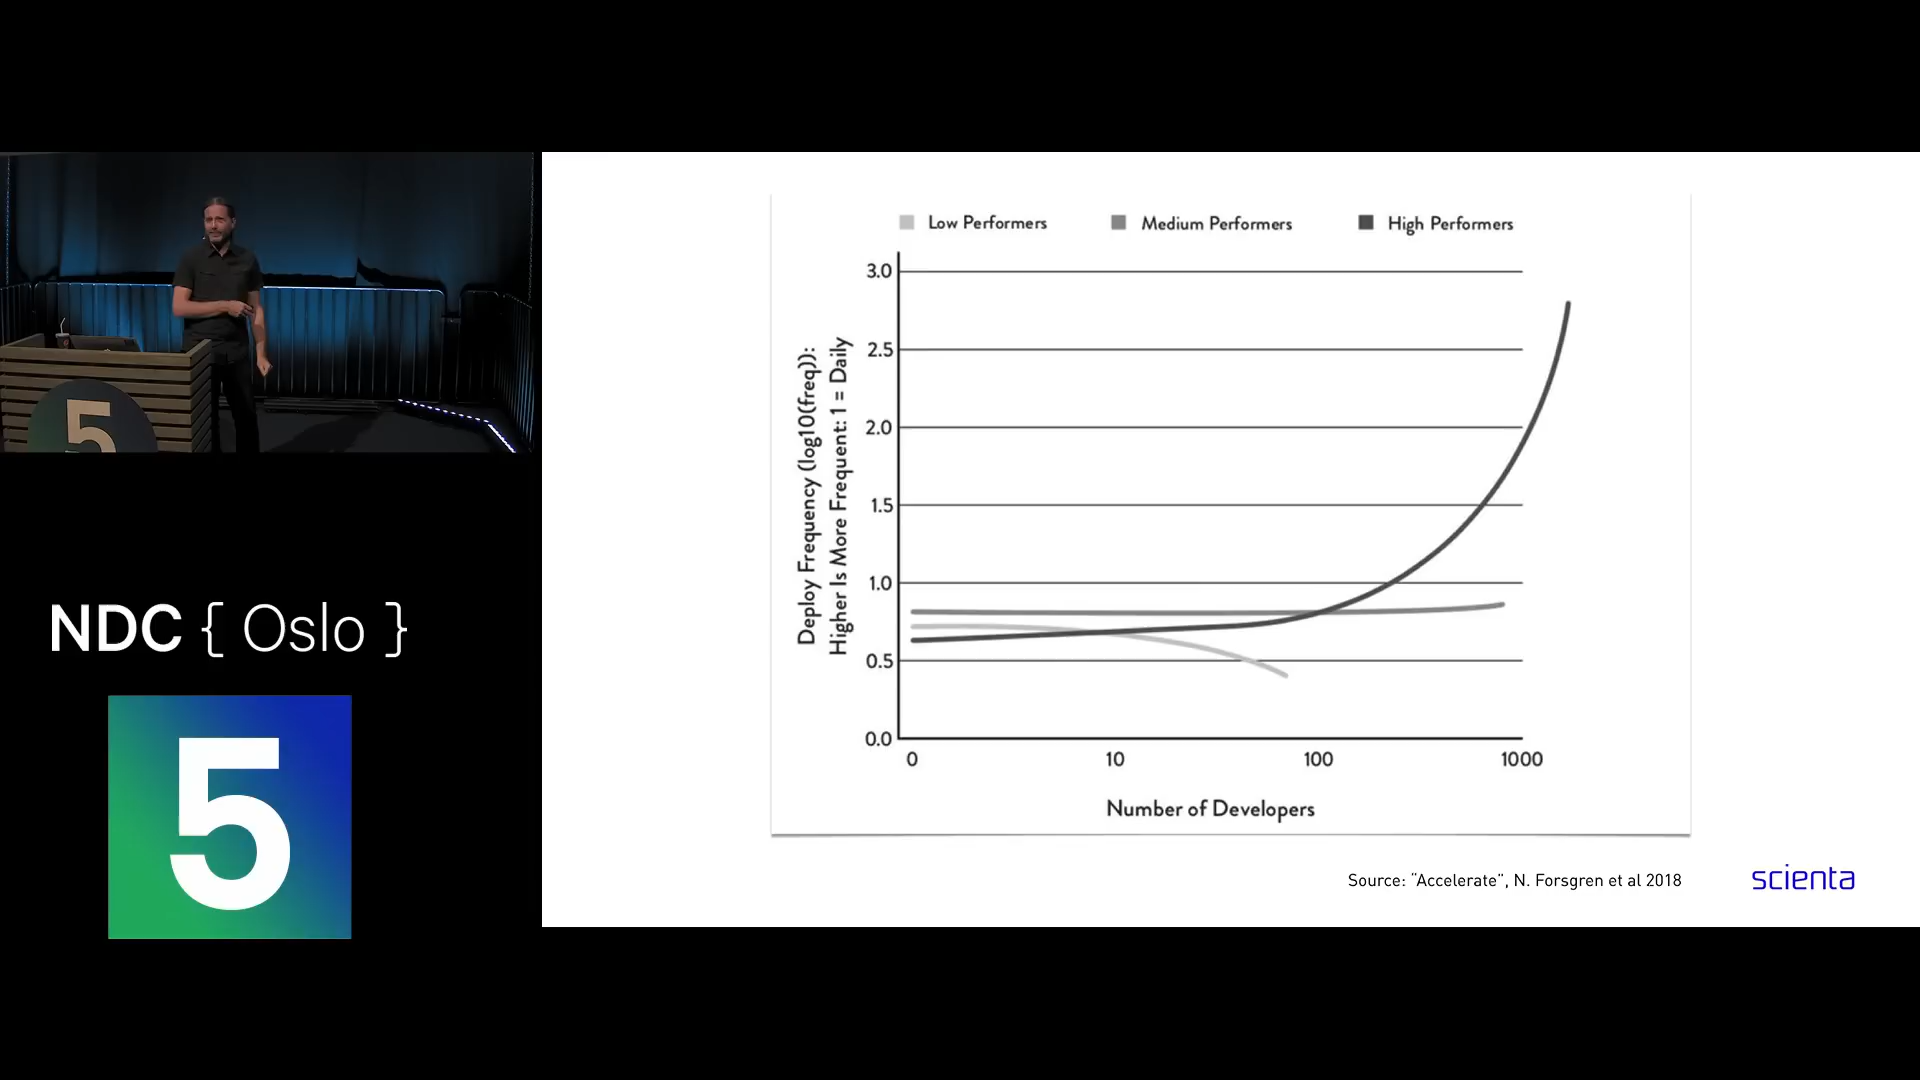 5
NDC { Oslo }
5
Low Performers
Medium Performers
High Performers
Deploy Frequency (log10(freq)):
Higher Is More Frequent: 1 = Daily
3.0
2.5
2.0
1.5
1.0
0.5
0.0
0
10
100
1000
Number of Developers
Source: “Accelerate”, N. Forsgren et al 2018
scienta